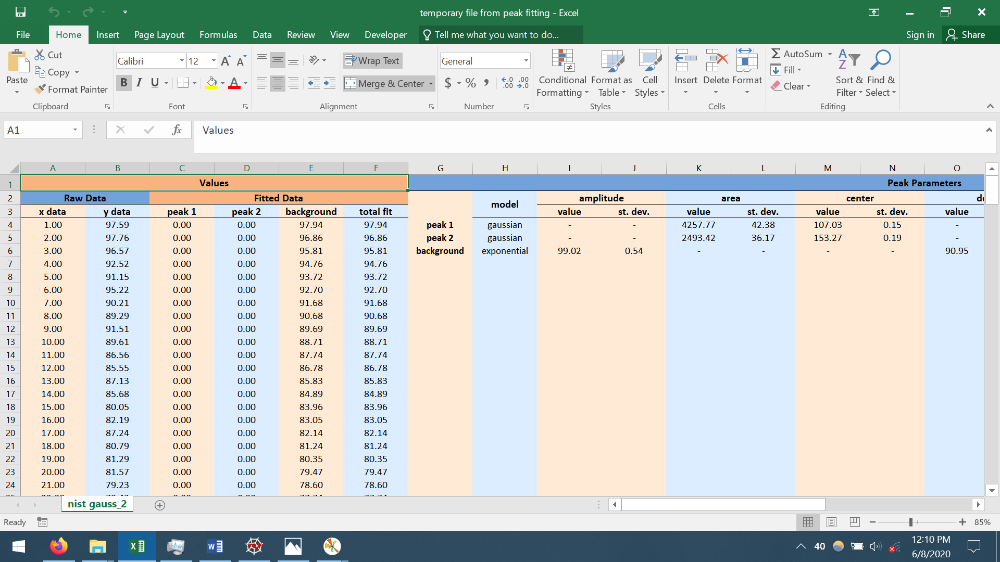 temporary file from peak fitting - Excel
File Home Insert Page Layout Formulas Data Review View Developer Tell me what you want to do... Sign in Share
Paste Cut Copy Format Painter Clipboard
Calibri 12 A A B I U A Font
Wrap Text Merge & Center Alignment
General $ % Number
Conditional Formatting Format as Table Cell Styles Styles
Insert Delete Format Cells
AutoSum Fill Clear Sort & Filter Find & Select Editing
A1 fx Values
A B C D E F G H I J K L M N O
1 Values Peak Parameters
2 Raw Data Fitted Data model amplitude area center
3 x data y data peak 1 peak 2 background total fit value st. dev. value st. dev. value st. dev. value
4 1.00 97.59 0.00 0.00 97.94 97.94 peak 1 gaussian - - 4257.77 42.38 107.03 0.15 -
5 2.00 97.76 0.00 0.00 96.86 96.86 peak 2 gaussian - - 2493.42 36.17 153.27 0.19 -
6 3.00 96.57 0.00 0.00 95.81 95.81 background exponential 99.02 0.54 - - - - 90.95
7 4.00 92.52 0.00 0.00 94.76 94.76
8 5.00 91.15 0.00 0.00 93.72 93.72
9 6.00 95.22 0.00 0.00 92.70 92.70
10 7.00 90.21 0.00 0.00 91.68 91.68
11 8.00 89.29 0.00 0.00 90.68 90.68
12 9.00 91.51 0.00 0.00 89.69 89.69
13 10.00 89.61 0.00 0.00 88.71 88.71
14 11.00 86.56 0.00 0.00 87.74 87.74
15 12.00 85.55 0.00 0.00 86.78 86.78
16 13.00 87.13 0.00 0.00 85.83 85.83
17 14.00 85.68 0.00 0.00 84.89 84.89
18 15.00 80.05 0.00 0.00 83.96 83.96
19 16.00 82.19 0.00 0.00 83.05 83.05
20 17.00 87.24 0.00 0.00 82.14 82.14
21 18.00 80.79 0.00 0.00 81.24 81.24
22 19.00 81.29 0.00 0.00 80.35 80.35
23 20.00 81.57 0.00 0.00 79.47 79.47
24 21.00 79.23 0.00 0.00 78.60 78.60
nist gauss_2
Ready 85%
40 12:10 PM
6/8/2020